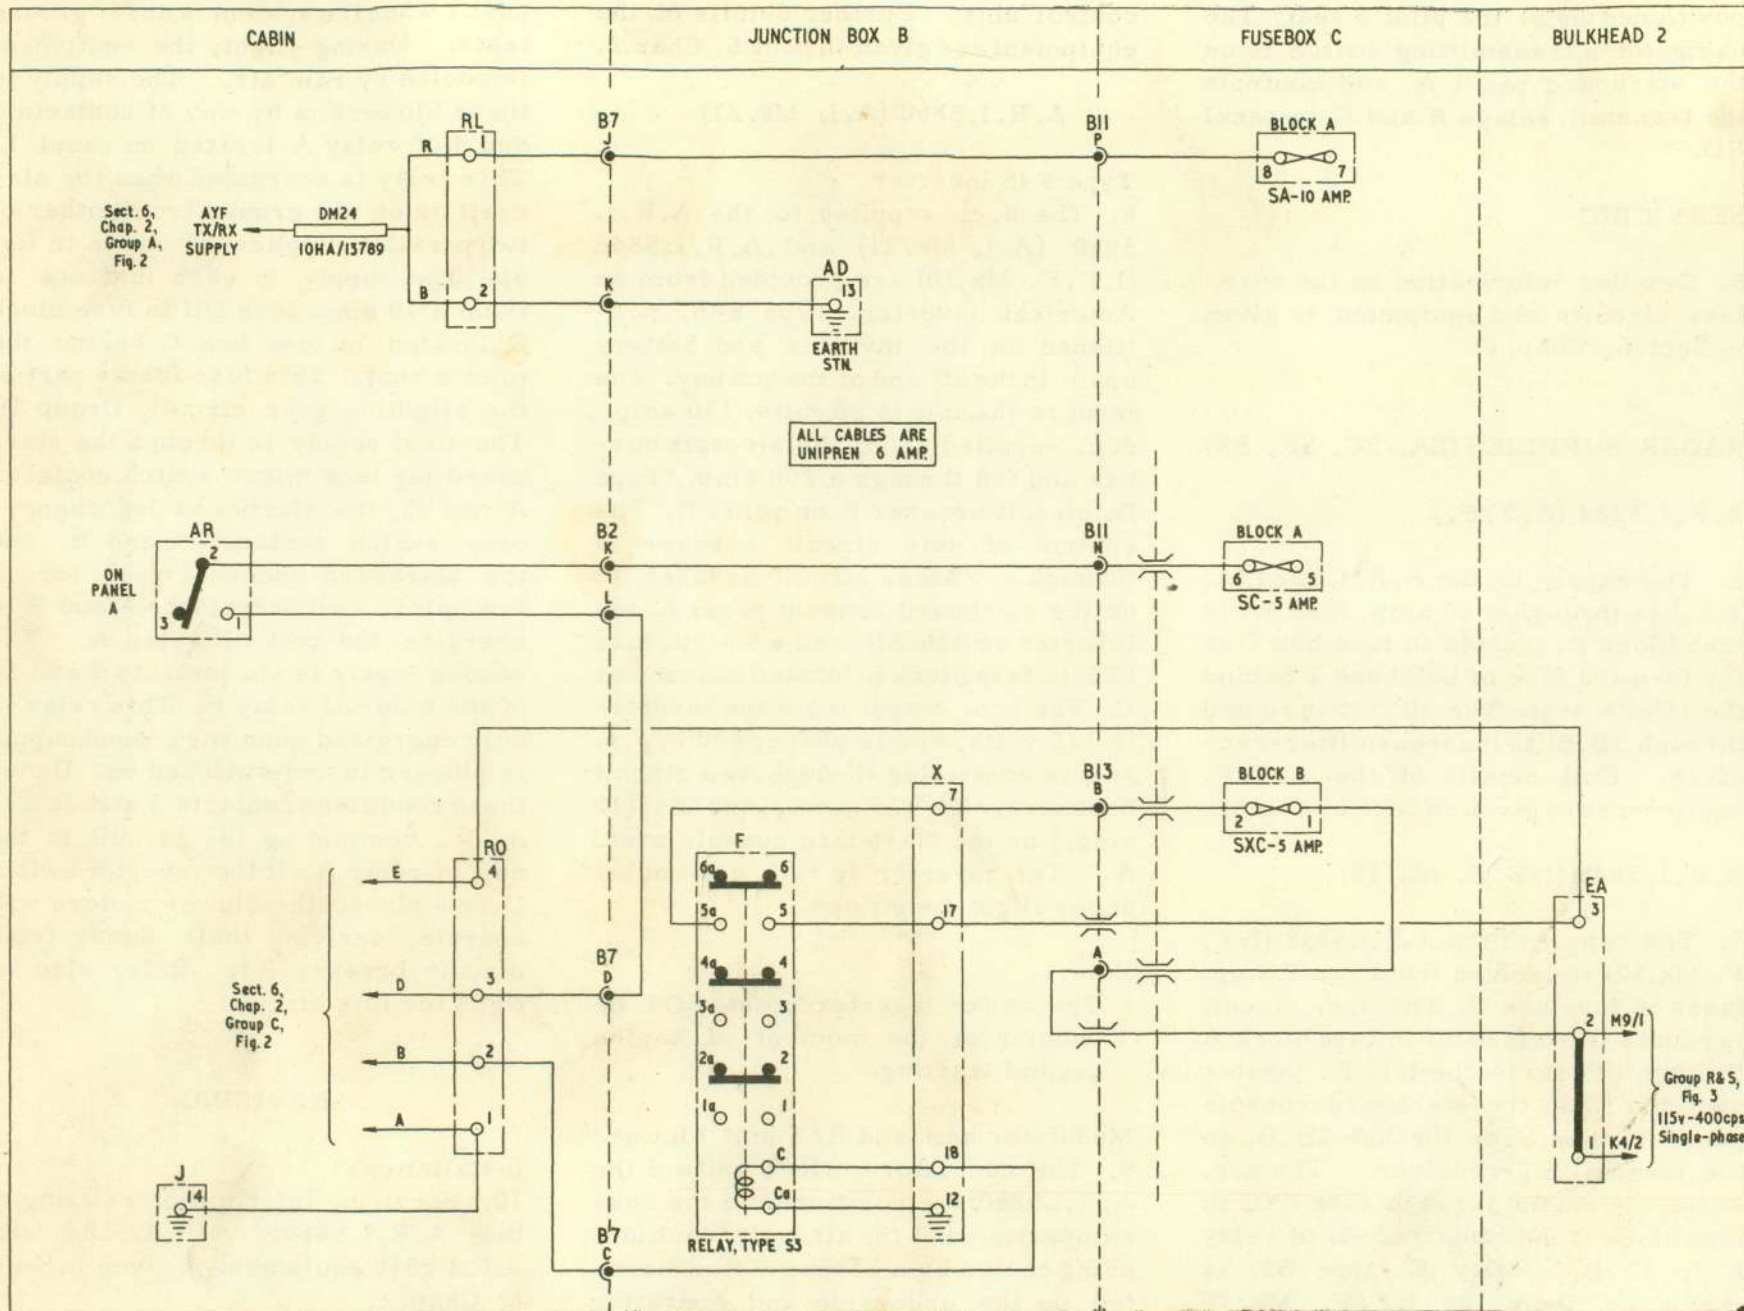 CABIN
JUNCTION BOX B
FUSEBOX C
BULKHEAD 2
RL
R
1
B
2
Sect. 6,
Chap. 2,
Group A,
Fig. 2
AYF
TX/RX
SUPPLY
DM24
10HA/13789
B7
J
K
AD
13
EARTH
STN.
B11
P
BLOCK A
8
7
SA-10 AMP.
ALL CABLES ARE
UNIPREN 6 AMP.
AR
ON
PANEL
A
2
3
1
B2
K
L
B11
N
BLOCK A
6
5
SC-5 AMP.
RO
E
4
D
3
B
2
A
1
Sect. 6,
Chap. 2,
Group C,
Fig. 2
J
14
B7
D
B7
C
F
6a
6
5a
5
4a
4
3a
3
2a
2
1a
1
C
Ca
RELAY, TYPE S3
X
7
17
18
12
B13
B
A
BLOCK B
2
1
SXC-5 AMP.
EA
3
2
M9/1
1
K4/2
Group R & S,
Fig. 3
115v-400cps
Single-phase